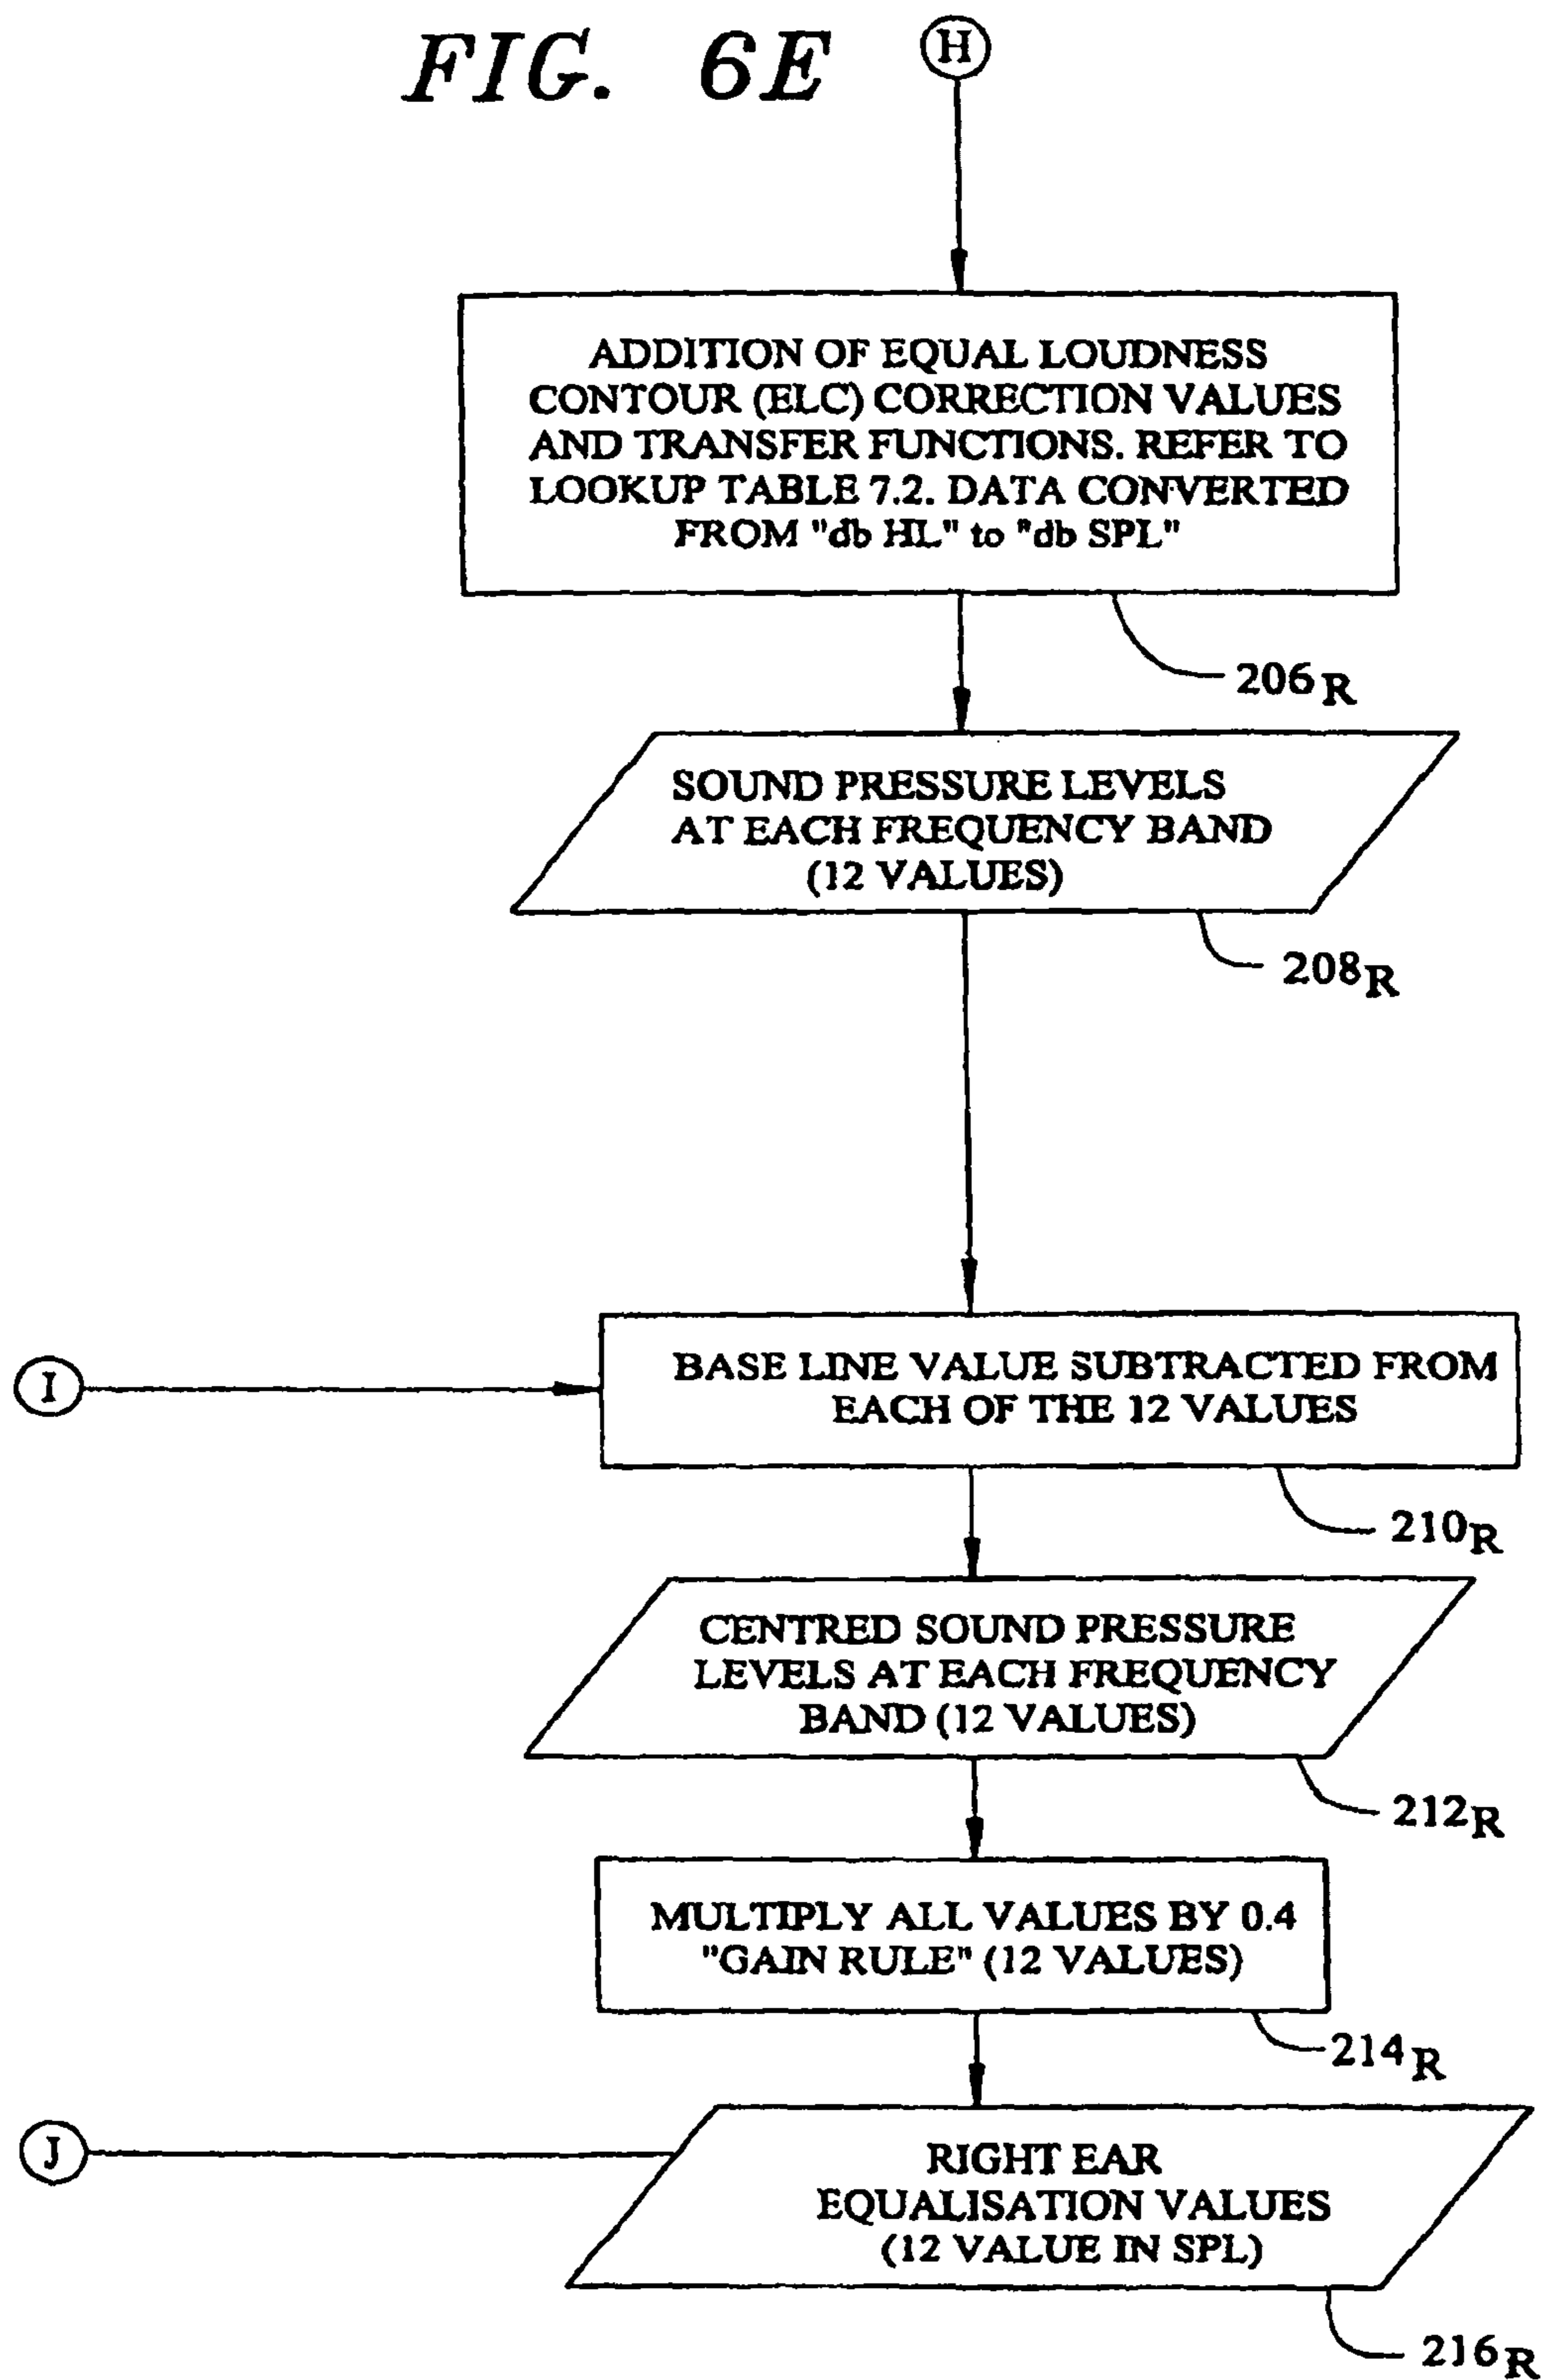 FIG. 6E
H
ADDITION OF EQUAL LOUDNESS
CONTOUR (ELC) CORRECTION VALUES
AND TRANSFER FUNCTIONS. REFER TO
LOOKUP TABLE 7.2. DATA CONVERTED
FROM "db HL" to "db SPL"
206R
SOUND PRESSURE LEVELS
AT EACH FREQUENCY BAND
(12 VALUES)
208R
I
BASE LINE VALUE SUBTRACTED FROM
EACH OF THE 12 VALUES
210R
CENTRED SOUND PRESSURE
LEVELS AT EACH FREQUENCY
BAND (12 VALUES)
212R
MULTIPLY ALL VALUES BY 0.4
"GAIN RULE" (12 VALUES)
214R
J
RIGHT EAR
EQUALISATION VALUES
(12 VALUE IN SPL)
216R